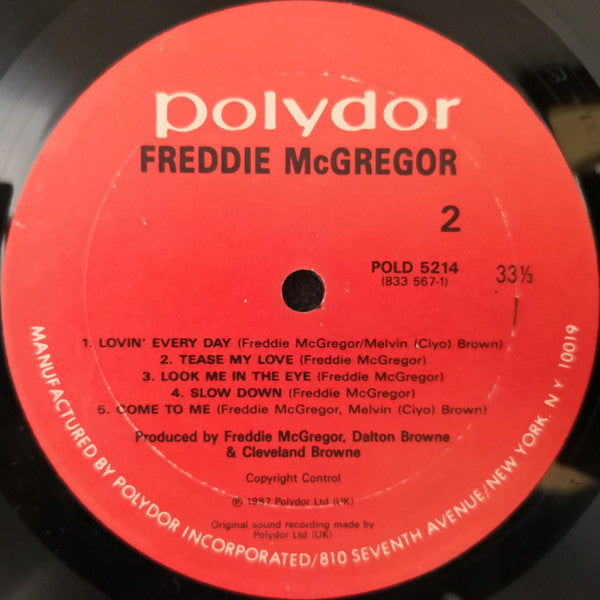 polydor
FREDDIE McGREGOR
2
POLD 5214
(833 567-1)
33⅓
1. LOVIN' EVERY DAY (Freddie McGregor/Melvin (Ciyo) Brown)
2. TEASE MY LOVE (Freddie McGregor)
3. LOOK ME IN THE EYE (Freddie McGregor)
4. SLOW DOWN (Freddie McGregor)
5. COME TO ME (Freddie McGregor, Melvin (Ciyo) Brown)
Produced by Freddie McGregor, Dalton Browne
& Cleveland Browne
Copyright Control
℗ 1987 Polydor Ltd (UK)
Original sound recording made by
Polydor Ltd (UK)
MANUFACTURED BY POLYDOR INCORPORATED/810 SEVENTH AVENUE/NEW YORK, N Y 10019